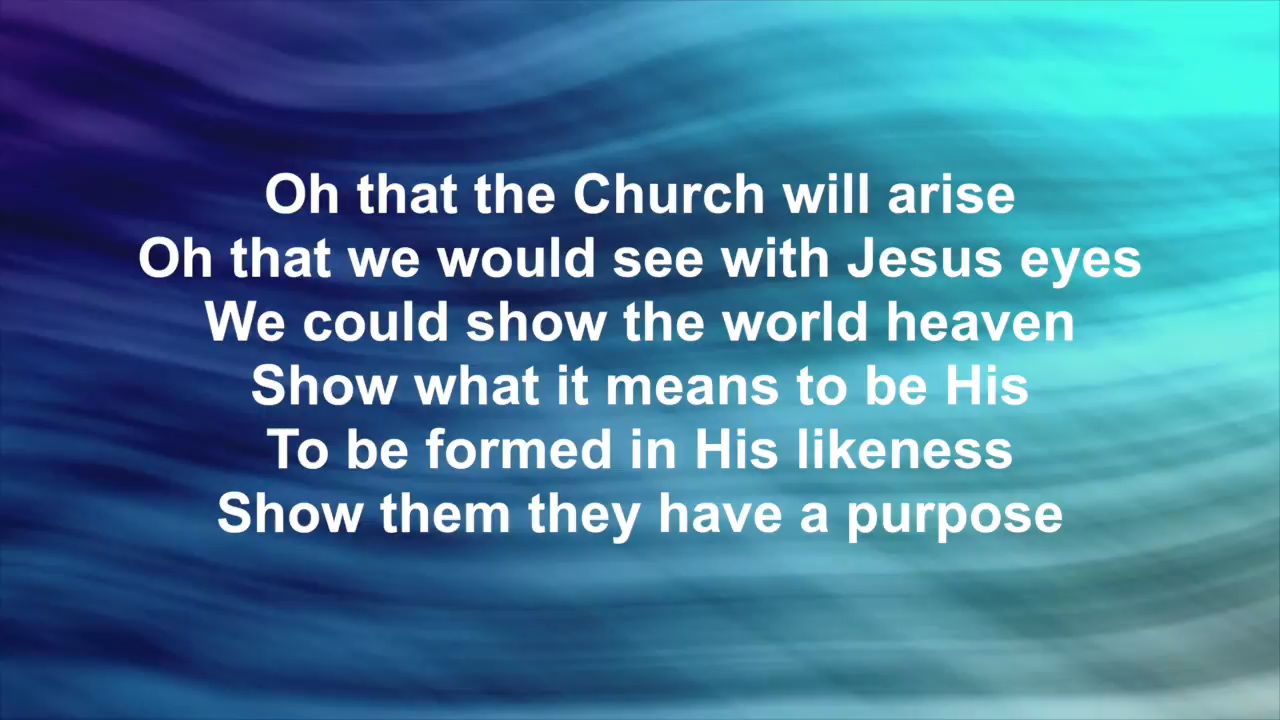 Oh that the Church will arise
Oh that we would see with Jesus eyes
We could show the world heaven
Show what it means to be His
To be formed in His likeness
Show them they have a purpose